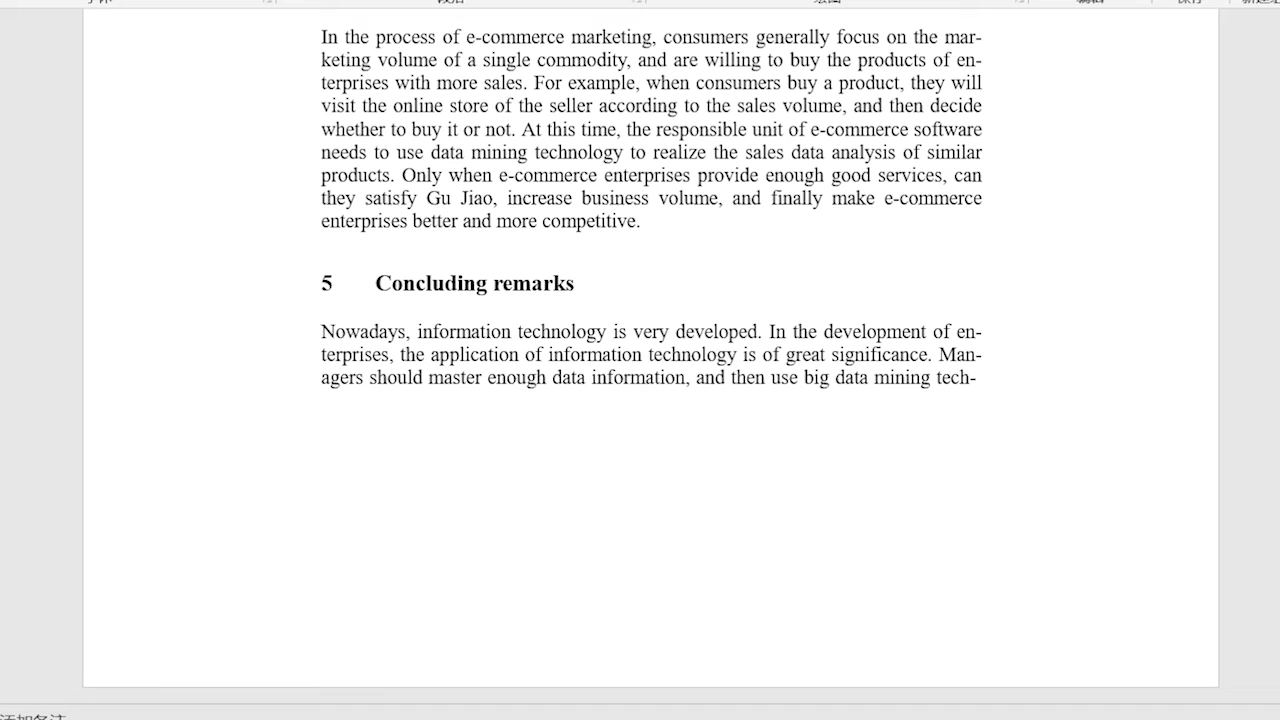 In the process of e-commerce marketing, consumers generally focus on the mar-
keting volume of a single commodity, and are willing to buy the products of en-
terprises with more sales. For example, when consumers buy a product, they will
visit the online store of the seller according to the sales volume, and then decide
whether to buy it or not. At this time, the responsible unit of e-commerce software
needs to use data mining technology to realize the sales data analysis of similar
products. Only when e-commerce enterprises provide enough good services, can
they satisfy Gu Jiao, increase business volume, and finally make e-commerce
enterprises better and more competitive.
5 Concluding remarks
Nowadays, information technology is very developed. In the development of en-
terprises, the application of information technology is of great significance. Man-
agers should master enough data information, and then use big data mining tech-